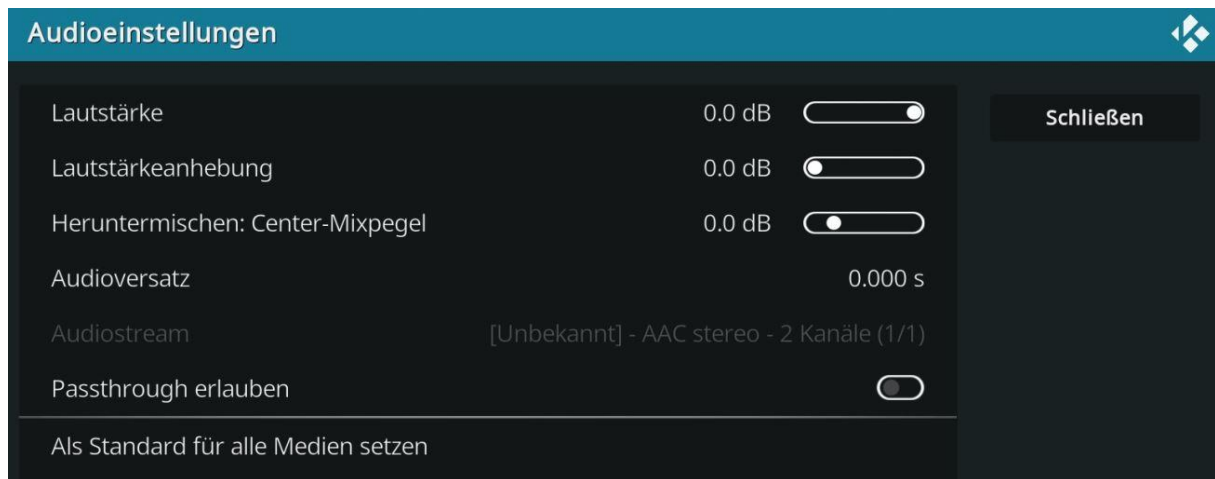 Audioeinstellungen
Lautstärke 0.0 dB
Schließen
Lautstärkeanhebung 0.0 dB
Heruntermischen: Center-Mixpegel 0.0 dB
Audioversatz 0.000 s
Audiostream [Unbekannt] - AAC stereo - 2 Kanäle (1/1)
Passthrough erlauben
Als Standard für alle Medien setzen